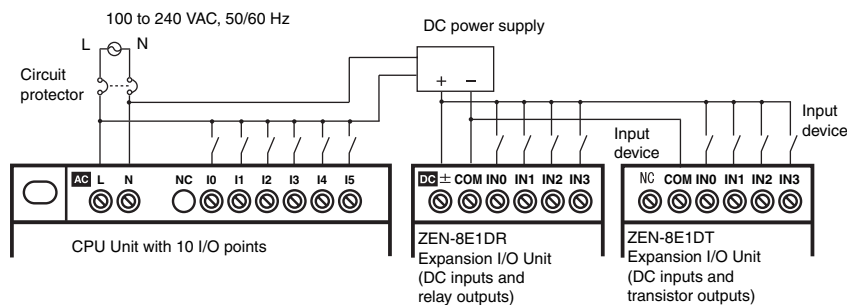 100 to 240 VAC, 50/60 Hz
L N
Circuit
protector
DC power supply
+ −
Input
device
Input
device
AC L N NC I0 I1 I2 I3 I4 I5
DC ± COM IN0 IN1 IN2 IN3
NC COM IN0 IN1 IN2 IN3
CPU Unit with 10 I/O points
ZEN-8E1DR
Expansion I/O Unit
(DC inputs and
relay outputs)
ZEN-8E1DT
Expansion I/O Unit
(DC inputs and
transistor outputs)